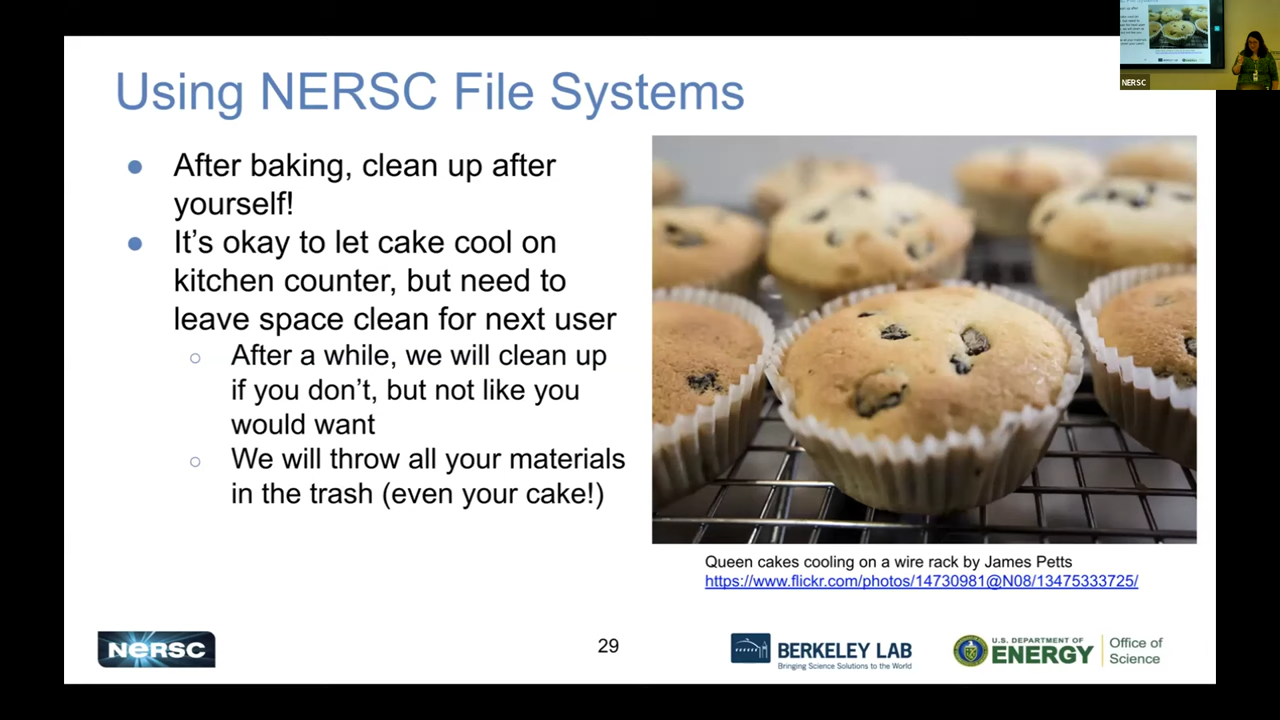 Using NERSC File Systems
After baking, clean up after
yourself!
It's okay to let cake cool on
kitchen counter, but need to
leave space clean for next user
After a while, we will clean up
if you don't, but not like you
would want
We will throw all your materials
in the trash (even your cake!)
Queen cakes cooling on a wire rack by James Petts
https://www.flickr.com/photos/14730981@N08/13475333725/
NERSC
29
BERKELEY LAB
Bringing Science Solutions to the World
U.S. DEPARTMENT OF
ENERGY
Office of
Science
NERSC